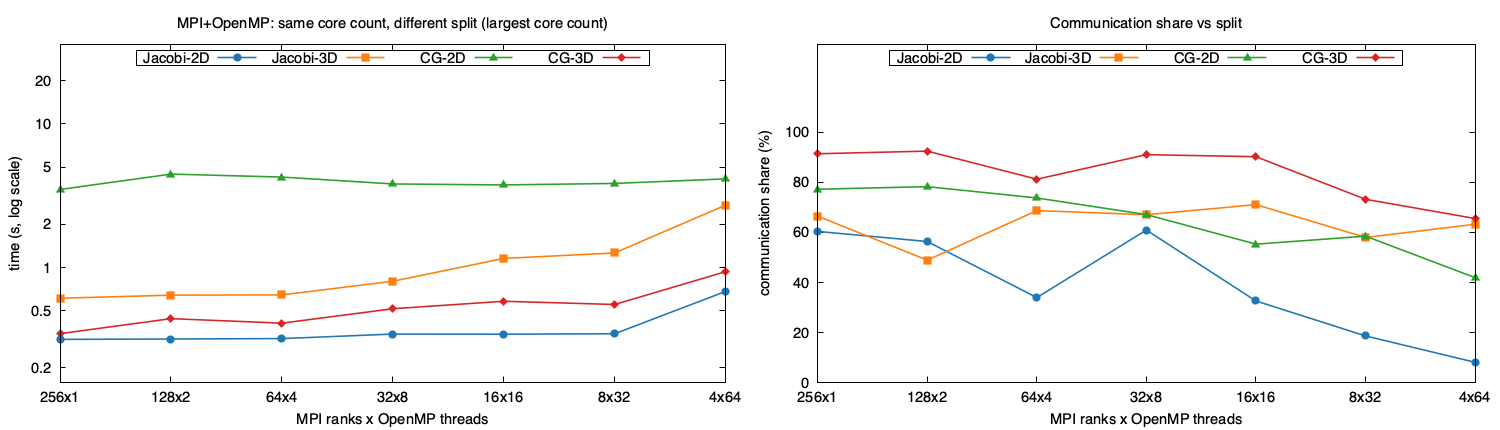 MPI+OpenMP: same core count, different split (largest core count)
Jacobi-2D Jacobi-3D CG-2D CG-3D
time (s, log scale)
20
10
5
2
1
0.5
0.2
256x1 128x2 64x4 32x8 16x16 8x32 4x64
MPI ranks x OpenMP threads
Communication share vs split
Jacobi-2D Jacobi-3D CG-2D CG-3D
communication share (%)
100
80
60
40
20
0
256x1 128x2 64x4 32x8 16x16 8x32 4x64
MPI ranks x OpenMP threads